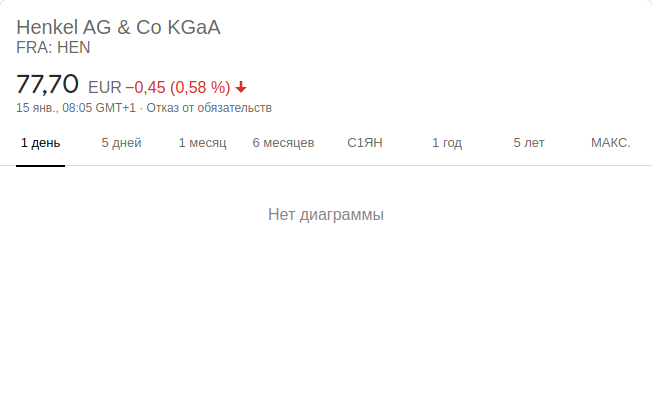 Henkel AG & Co KGaA
FRA: HEN
77,70 EUR −0,45 (0,58 %)
15 янв., 08:05 GMT+1 · Отказ от обязательств
1 день 5 дней 1 месяц 6 месяцев С1ЯН 1 год 5 лет МАКС.
Нет диаграммы